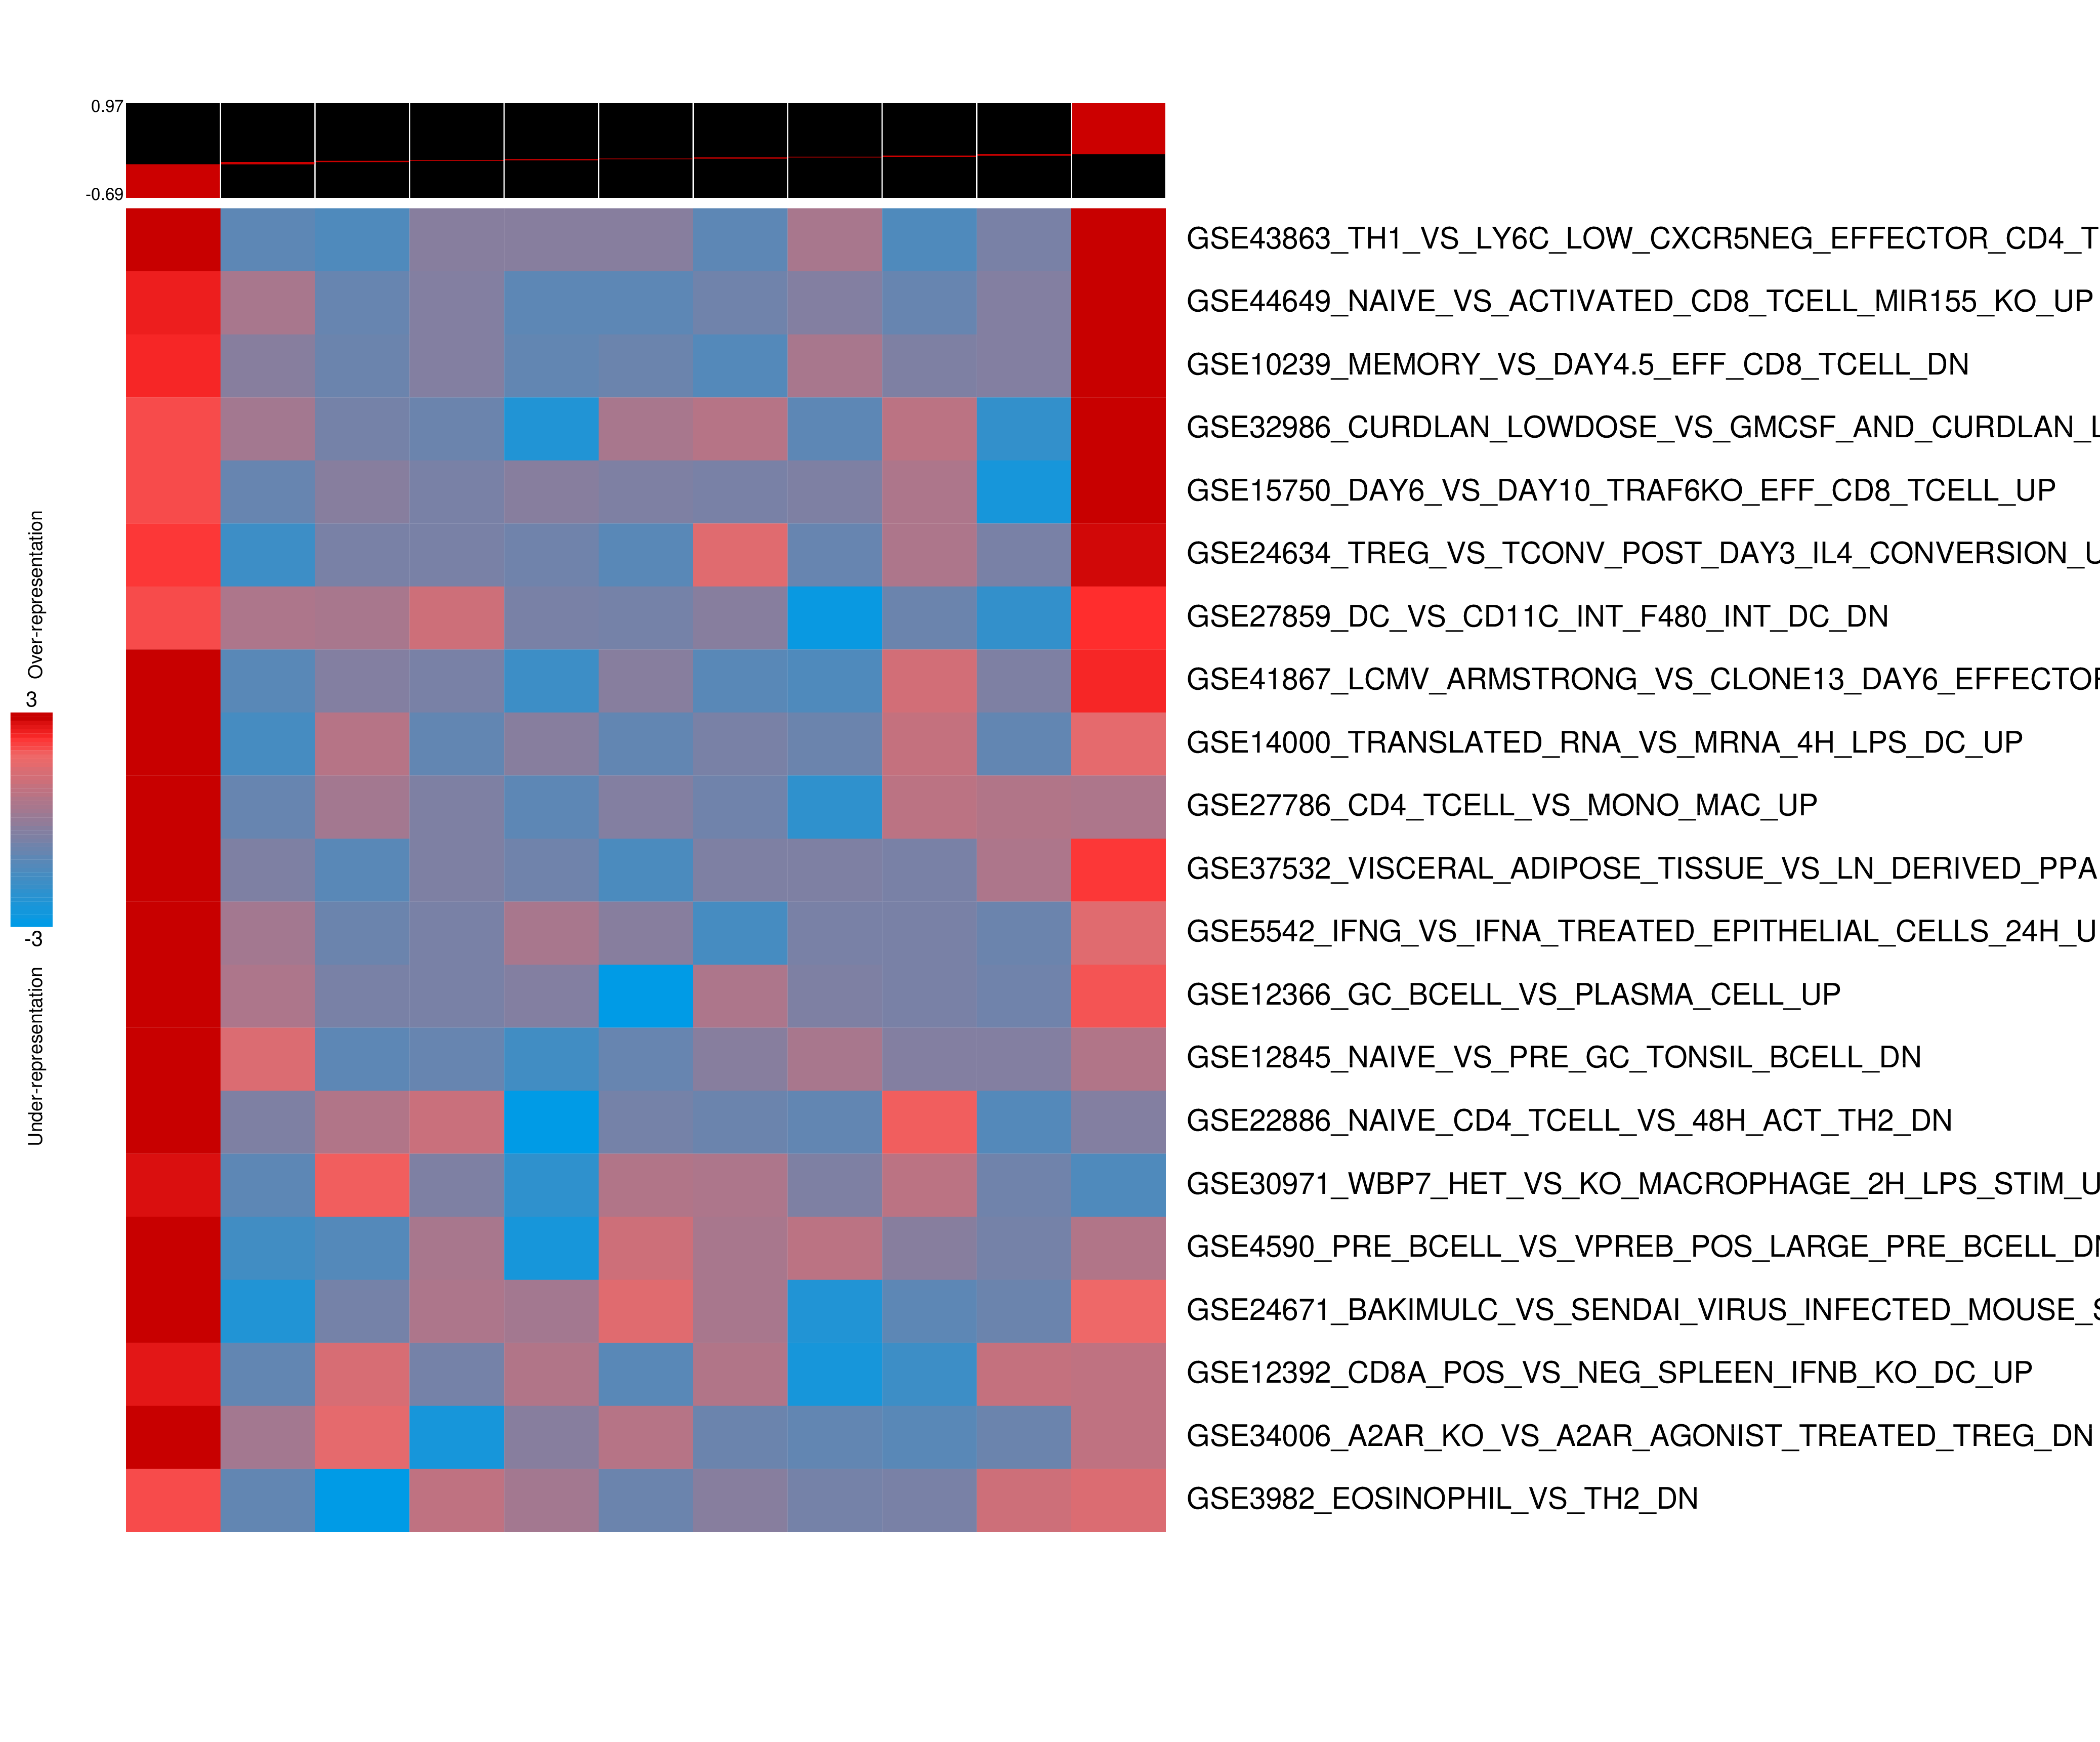 0.97
-0.69
GSE43863_TH1_VS_LY6C_LOW_CXCR5NEG_EFFECTOR_CD4_T
GSE44649_NAIVE_VS_ACTIVATED_CD8_TCELL_MIR155_KO_UP
GSE10239_MEMORY_VS_DAY4.5_EFF_CD8_TCELL_DN
GSE32986_CURDLAN_LOWDOSE_VS_GMCSF_AND_CURDLAN_L
GSE15750_DAY6_VS_DAY10_TRAF6KO_EFF_CD8_TCELL_UP
GSE24634_TREG_VS_TCONV_POST_DAY3_IL4_CONVERSION_U
GSE27859_DC_VS_CD11C_INT_F480_INT_DC_DN
GSE41867_LCMV_ARMSTRONG_VS_CLONE13_DAY6_EFFECTOR
GSE14000_TRANSLATED_RNA_VS_MRNA_4H_LPS_DC_UP
GSE27786_CD4_TCELL_VS_MONO_MAC_UP
GSE37532_VISCERAL_ADIPOSE_TISSUE_VS_LN_DERIVED_PPA
GSE5542_IFNG_VS_IFNA_TREATED_EPITHELIAL_CELLS_24H_U
GSE12366_GC_BCELL_VS_PLASMA_CELL_UP
GSE12845_NAIVE_VS_PRE_GC_TONSIL_BCELL_DN
GSE22886_NAIVE_CD4_TCELL_VS_48H_ACT_TH2_DN
GSE30971_WBP7_HET_VS_KO_MACROPHAGE_2H_LPS_STIM_U
GSE4590_PRE_BCELL_VS_VPREB_POS_LARGE_PRE_BCELL_DN
GSE24671_BAKIMULC_VS_SENDAI_VIRUS_INFECTED_MOUSE_S
GSE12392_CD8A_POS_VS_NEG_SPLEEN_IFNB_KO_DC_UP
GSE34006_A2AR_KO_VS_A2AR_AGONIST_TREATED_TREG_DN
GSE3982_EOSINOPHIL_VS_TH2_DN
Over-representation
3
-3
Under-representation